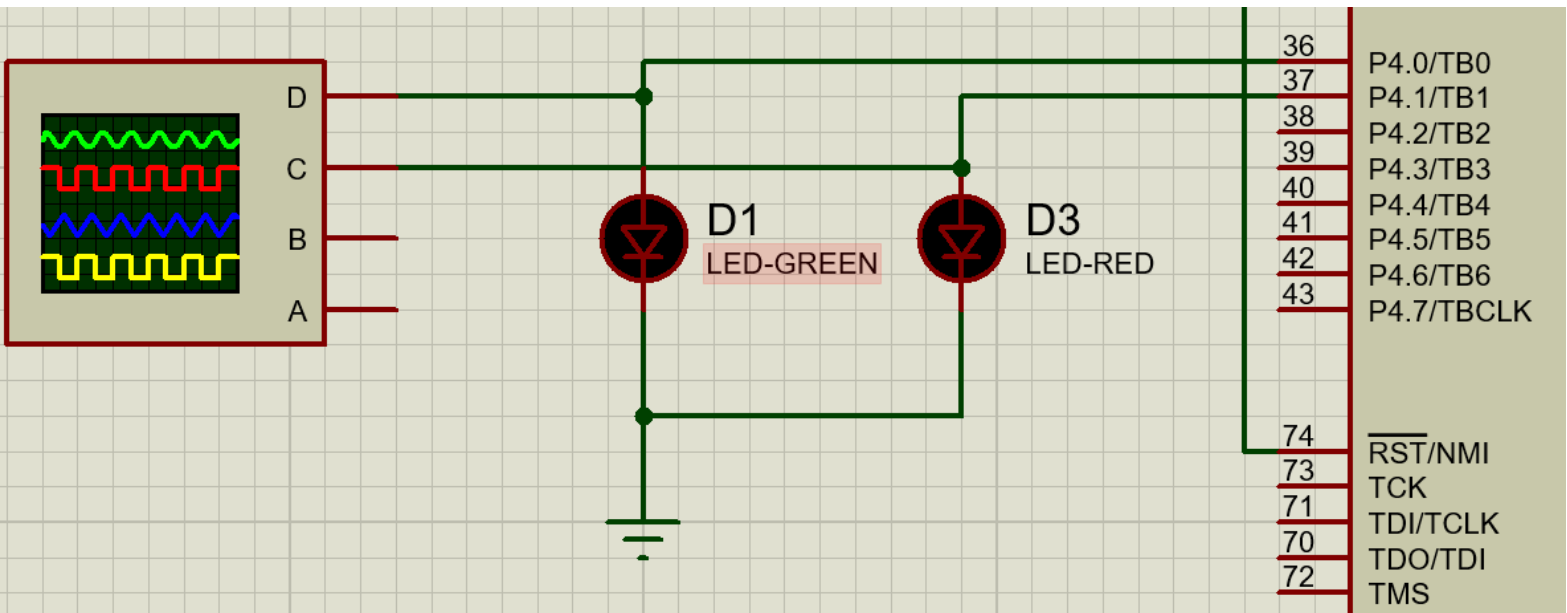 D
C
B
A
D1
LED-GREEN
D3
LED-RED
36
P4.0/TB0
37
P4.1/TB1
38
P4.2/TB2
39
P4.3/TB3
40
P4.4/TB4
41
P4.5/TB5
42
P4.6/TB6
43
P4.7/TBCLK
74
RST/NMI
73
TCK
71
TDI/TCLK
70
TDO/TDI
72
TMS